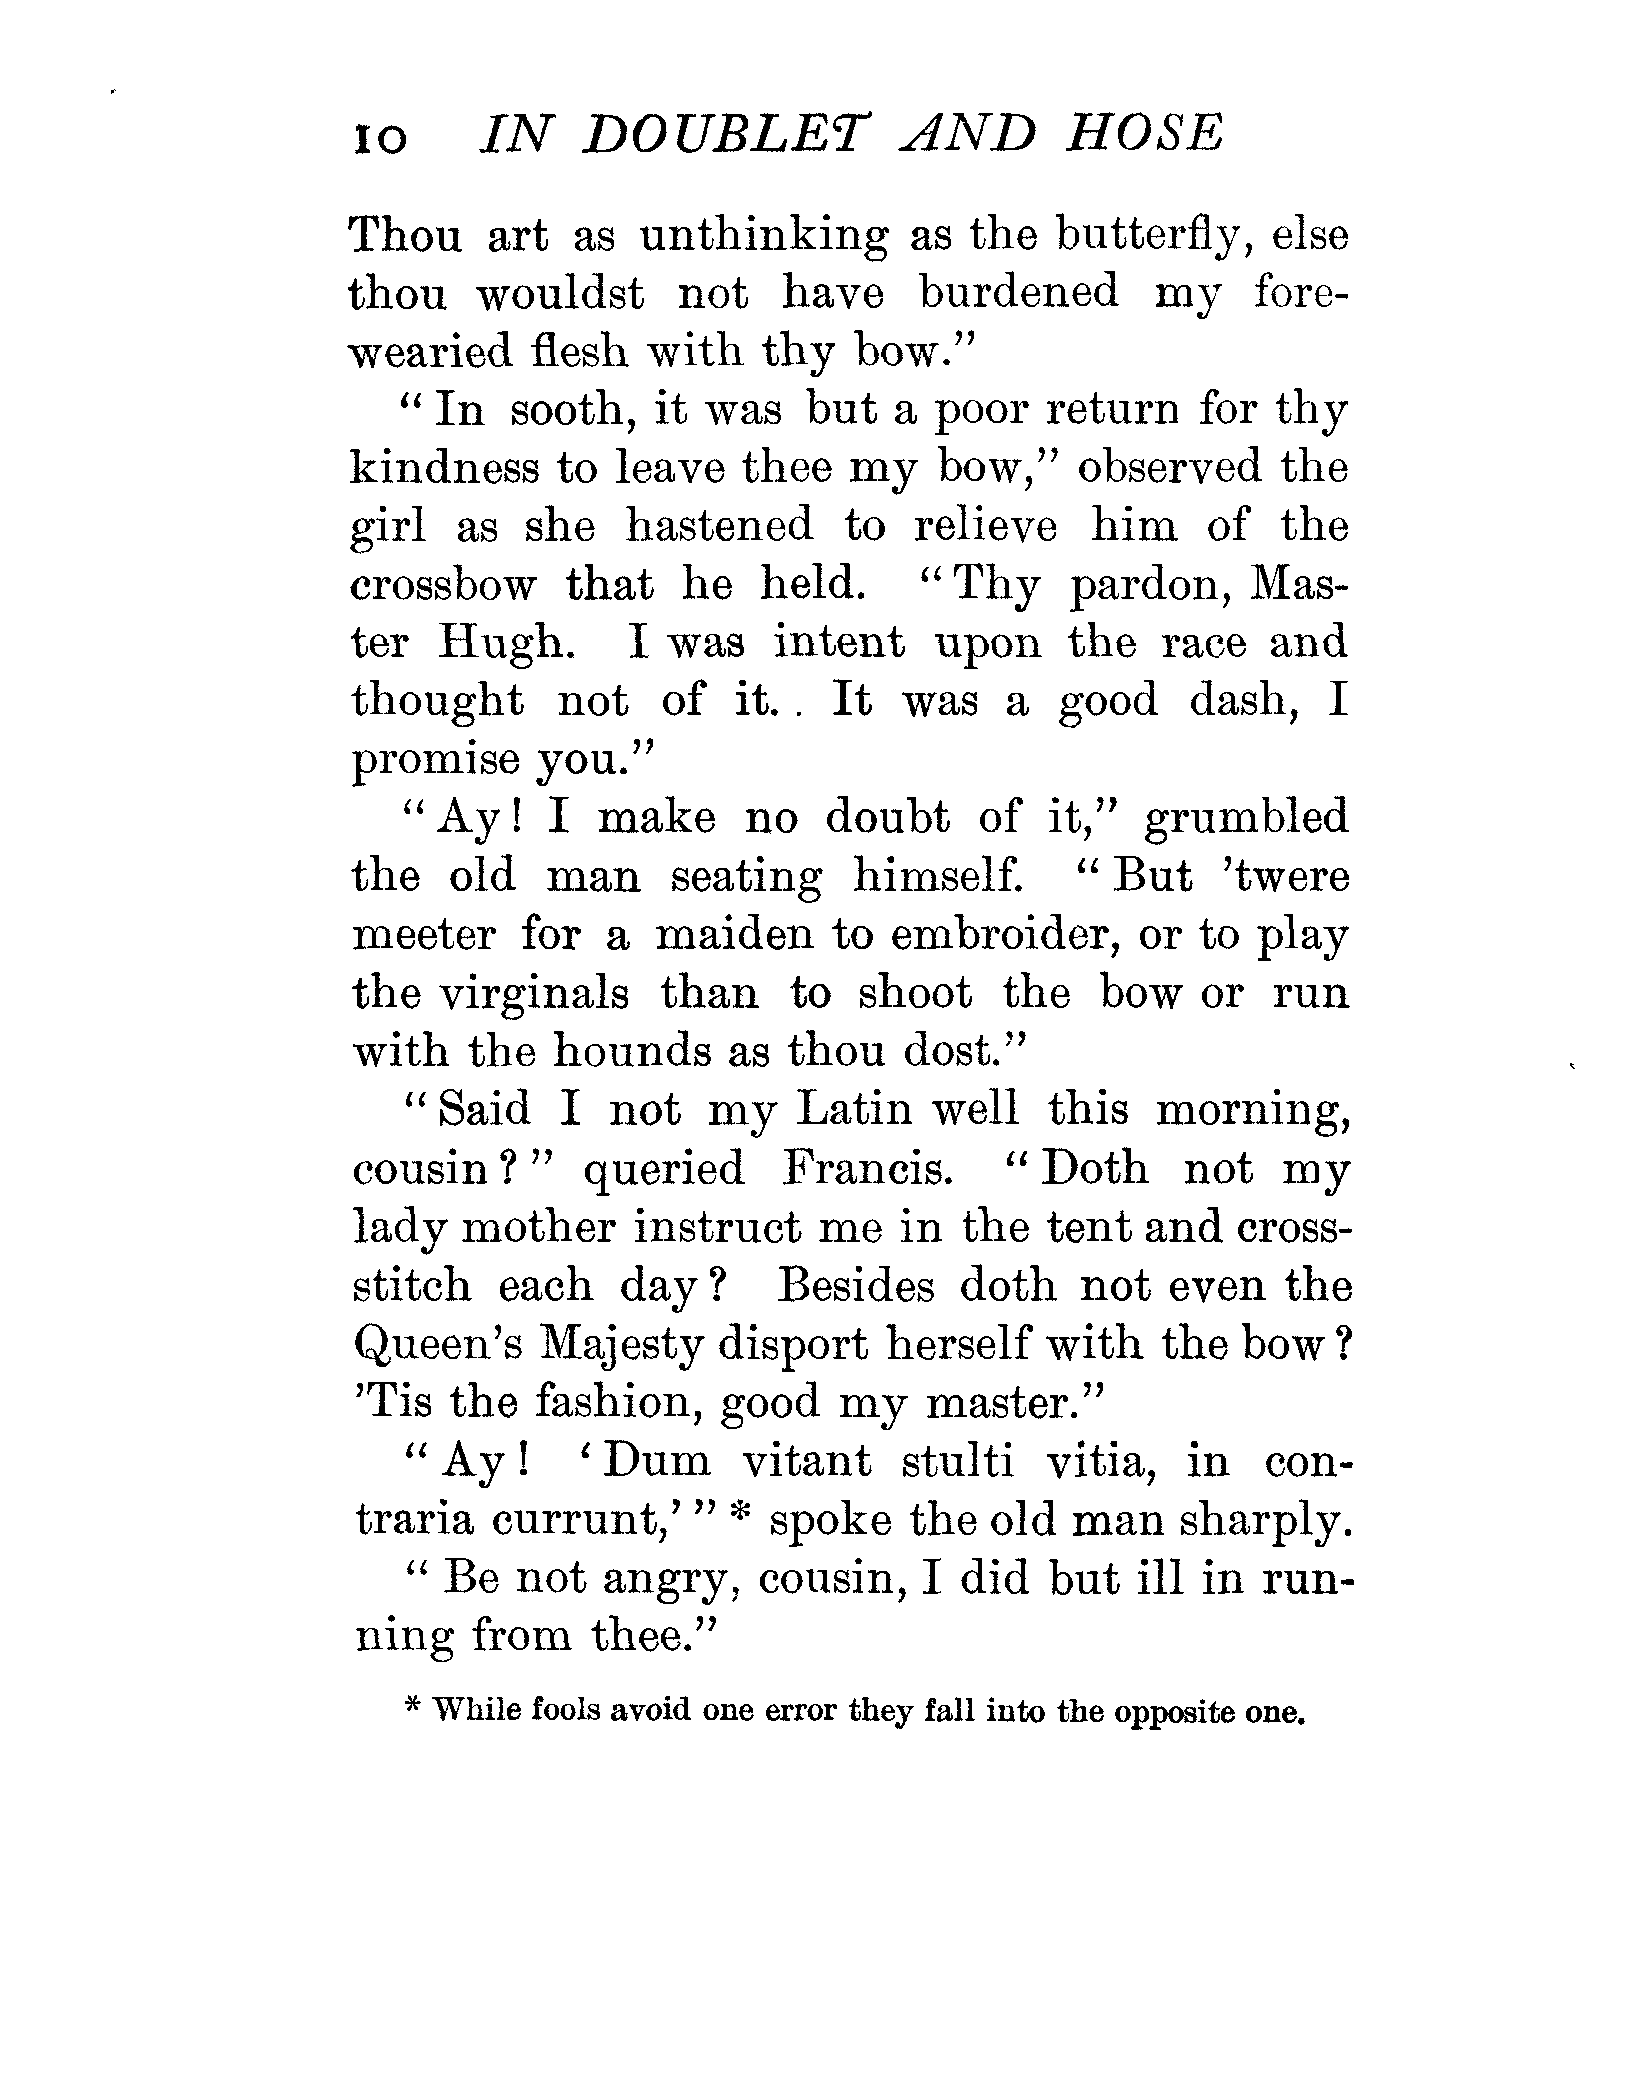 10 IN DOUBLET AND HOSE
Thou art as unthinking as the butterfly, else
thou wouldst not have burdened my fore-
wearied flesh with thy bow.”
“ In sooth, it was but a poor return for thy
kindness to leave thee my bow,” observed the
girl as she hastened to relieve him of the
crossbow that he held. “ Thy pardon, Mas-
ter Hugh. I was intent upon the race and
thought not of it. . It was a good dash, I
promise you.”
“ Ay! I make no doubt of it,” grumbled
the old man seating himself. “ But ’twere
meeter for a maiden to embroider, or to play
the virginals than to shoot the bow or run
with the hounds as thou dost.”
“ Said I not my Latin well this morning,
cousin ? ” queried Francis. “ Doth not my
lady mother instruct me in the tent and cross-
stitch each day ? Besides doth not even the
Queen’s Majesty disport herself with the bow ?
’Tis the fashion, good my master.”
“ Ay ! ‘ Dum vitant stulti vitia, in con-
traria currunt,’ ” * spoke the old man sharply.
“ Be not angry, cousin, I did but ill in run-
ning from thee.”
* While fools avoid one error they fall into the opposite one.